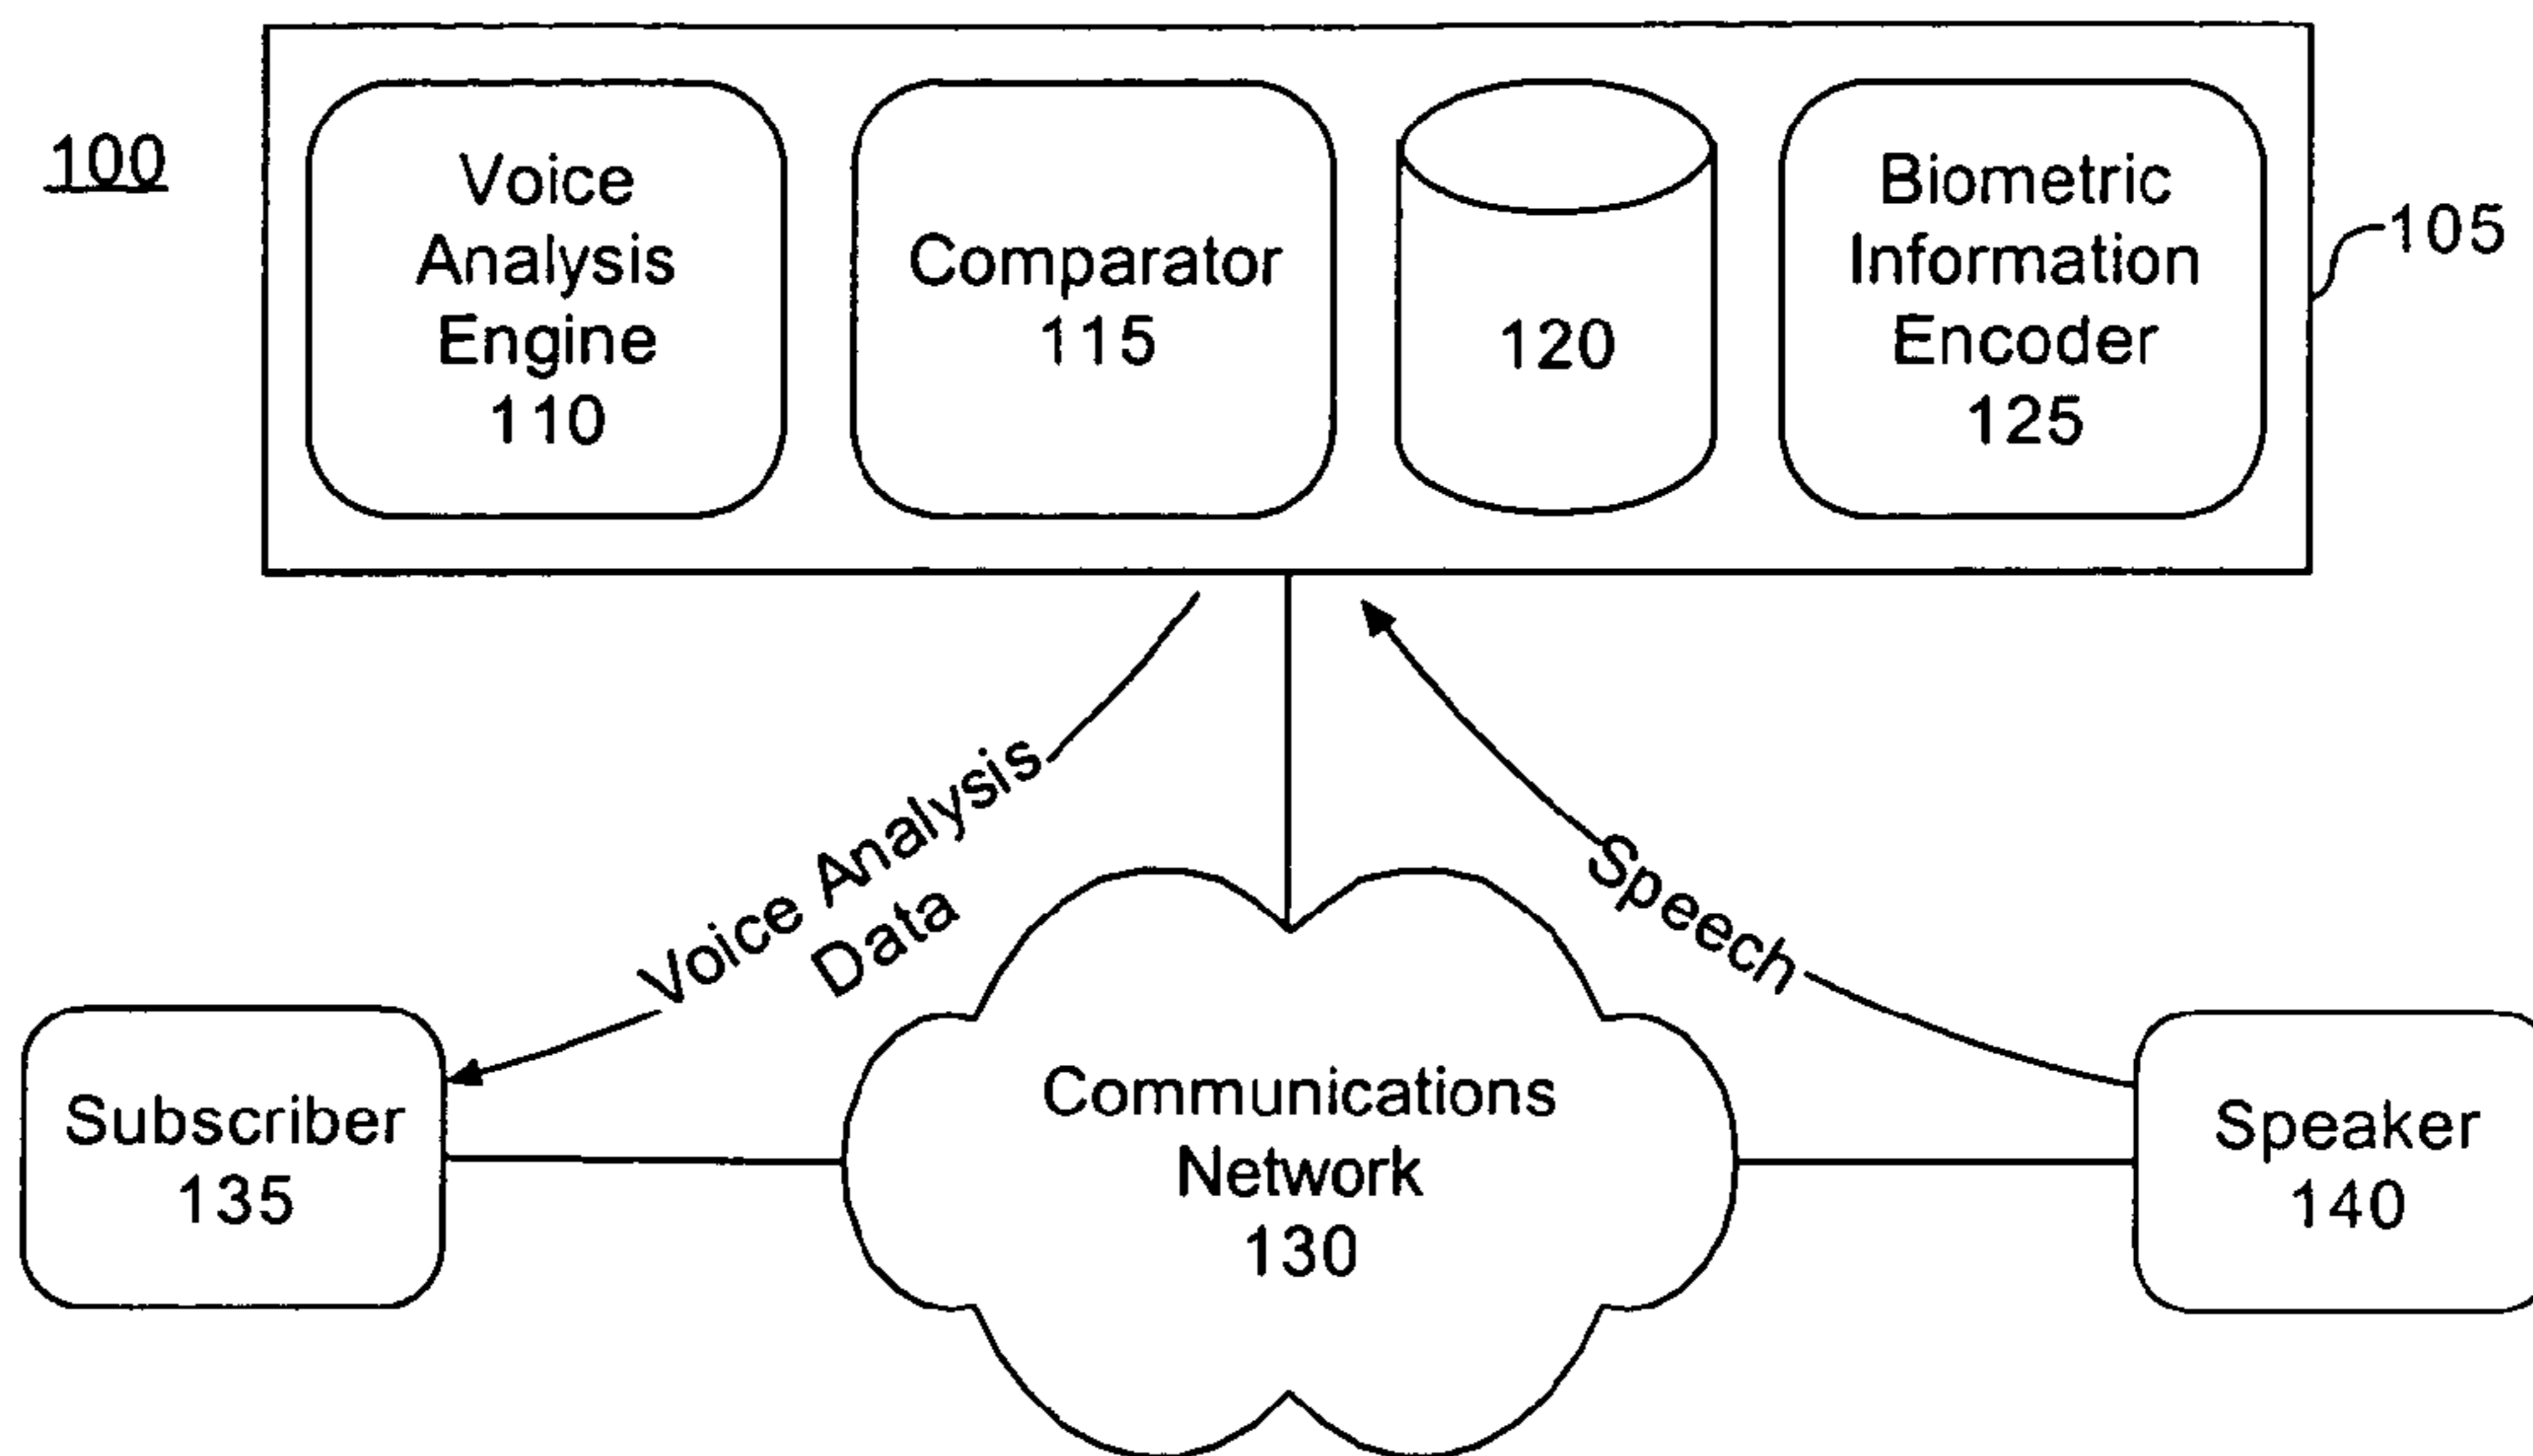 100
Voice
Analysis
Engine
110
Comparator
115
120
Biometric
Information
Encoder
125
105
Voice Analysis
Data
Speech
Subscriber
135
Communications
Network
130
Speaker
140